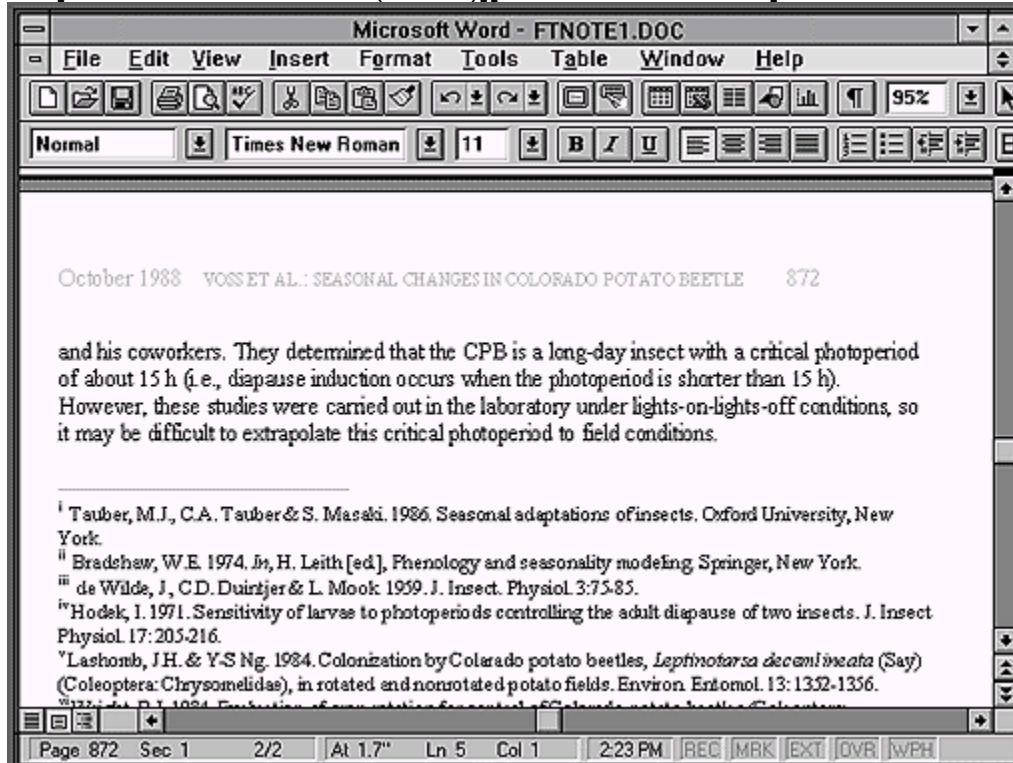 Microsoft Word - FTNOTE1.DOC
File Edit View Insert Format Tools Table Window Help
95%
Normal Times New Roman 11 B I U
October 1988 VOSS ET AL.: SEASONAL CHANGES IN COLORADO POTATO BEETLE 872
and his coworkers. They determined that the CPB is a long-day insect with a critical photoperiod
of about 15 h (i.e., diapause induction occurs when the photoperiod is shorter than 15 h).
However, these studies were carried out in the laboratory under lights-on-lights-off conditions, so
it may be difficult to extrapolate this critical photoperiod to field conditions.
i Tauber, M.J., C.A. Tauber & S. Masaki. 1986. Seasonal adaptations of insects. Oxford University, New
York.
ii Bradshaw, W.E. 1974. In, H. Leith [ed.], Phenology and seasonality modeling. Springer, New York.
iii de Wilde, J., C.D. Duintjer & L. Mook. 1959. J. Insect. Physiol. 3:75-85.
iv Hodek, I. 1971. Sensitivity of larvae to photoperiods controlling the adult diapause of two insects. J. Insect
Physiol. 17: 205-216.
v Lashomb, J.H. & Y-S Ng. 1984. Colonization by Colarado potato beetles, Leptinotarsa decemlineata (Say)
(Coleoptera: Chrysomelidae), in rotated and nonrotated potato fields. Environ. Entomol. 13: 1352-1356.
Page 872 Sec 1 2/2 At 1.7" Ln 5 Col 1 2:23 PM REC MRK EXT OVR WPH